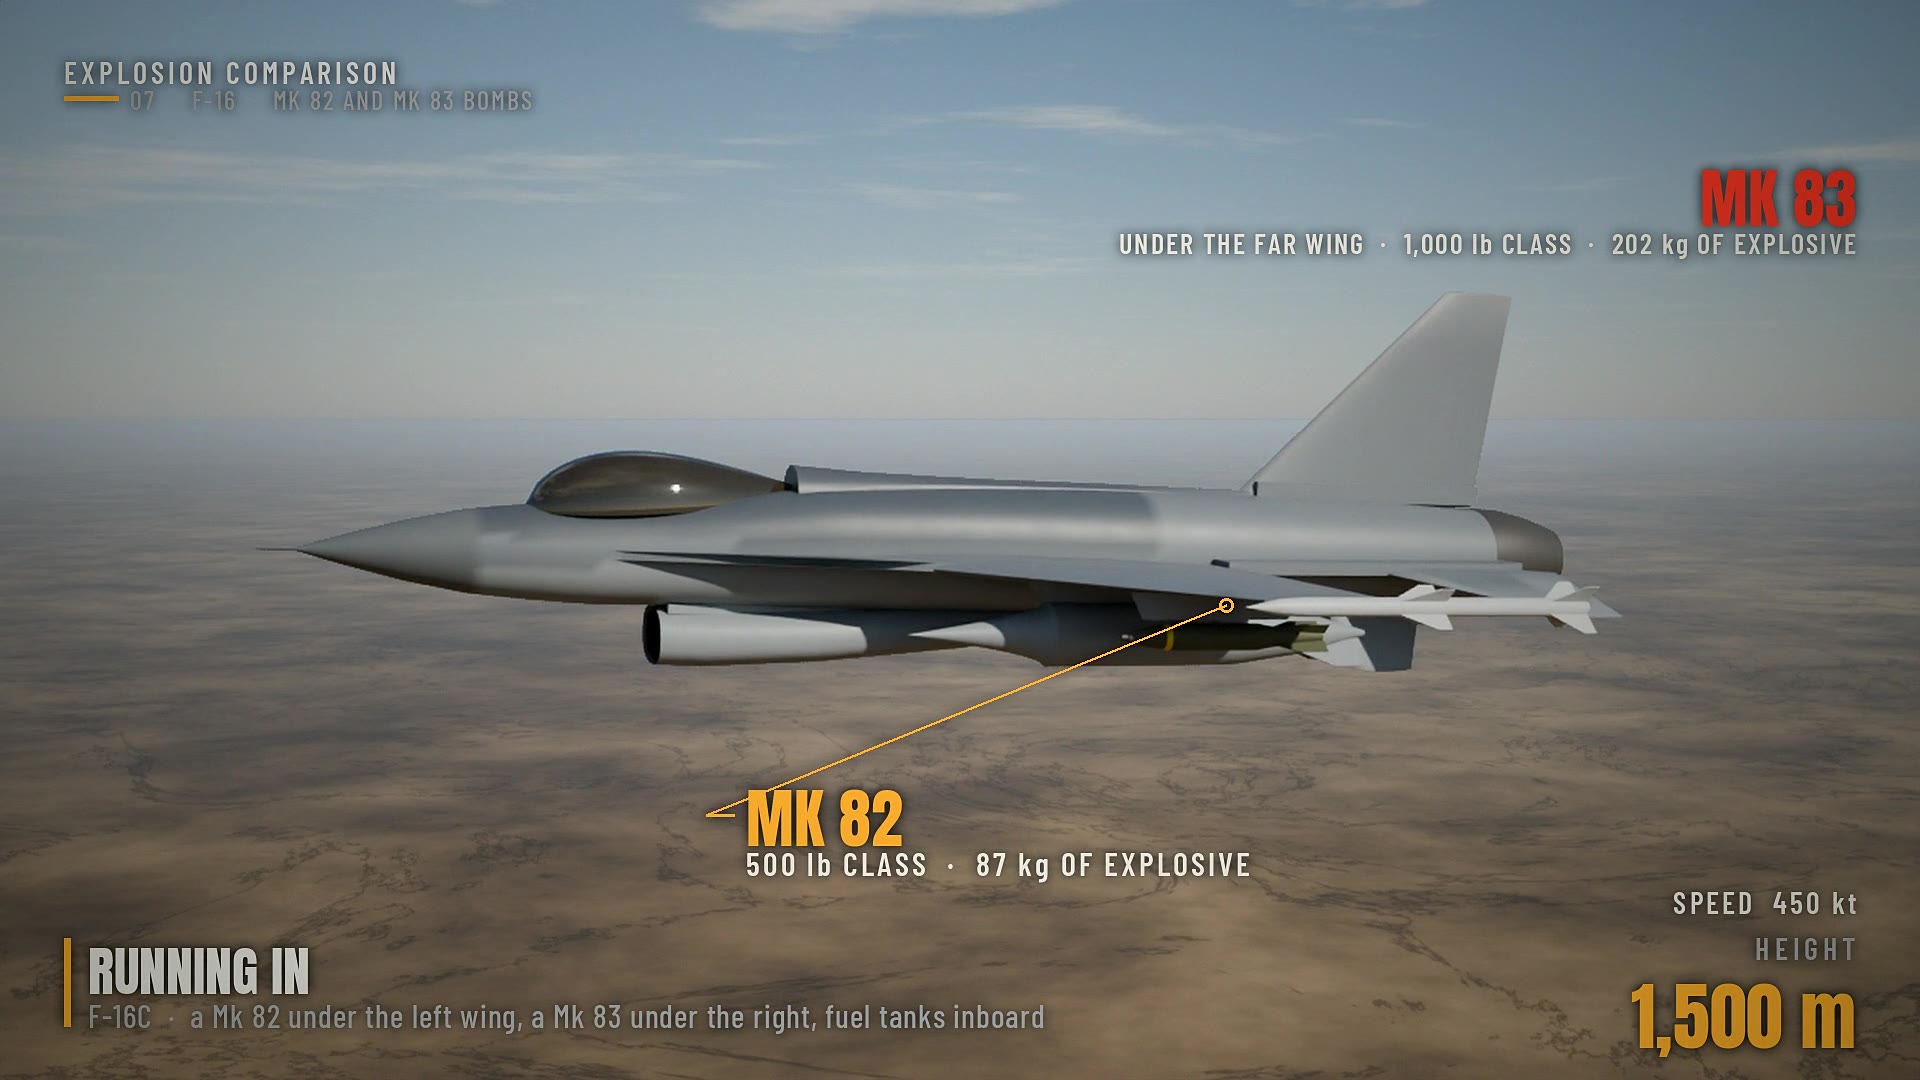 EXPLOSION COMPARISON
07 F-16 MK 82 AND MK 83 BOMBS
MK 83
UNDER THE FAR WING · 1,000 lb CLASS · 202 kg OF EXPLOSIVE
MK 82
500 lb CLASS · 87 kg OF EXPLOSIVE
SPEED 450 kt
HEIGHT
1,500 m
RUNNING IN
F-16C · a Mk 82 under the left wing, a Mk 83 under the right, fuel tanks inboard